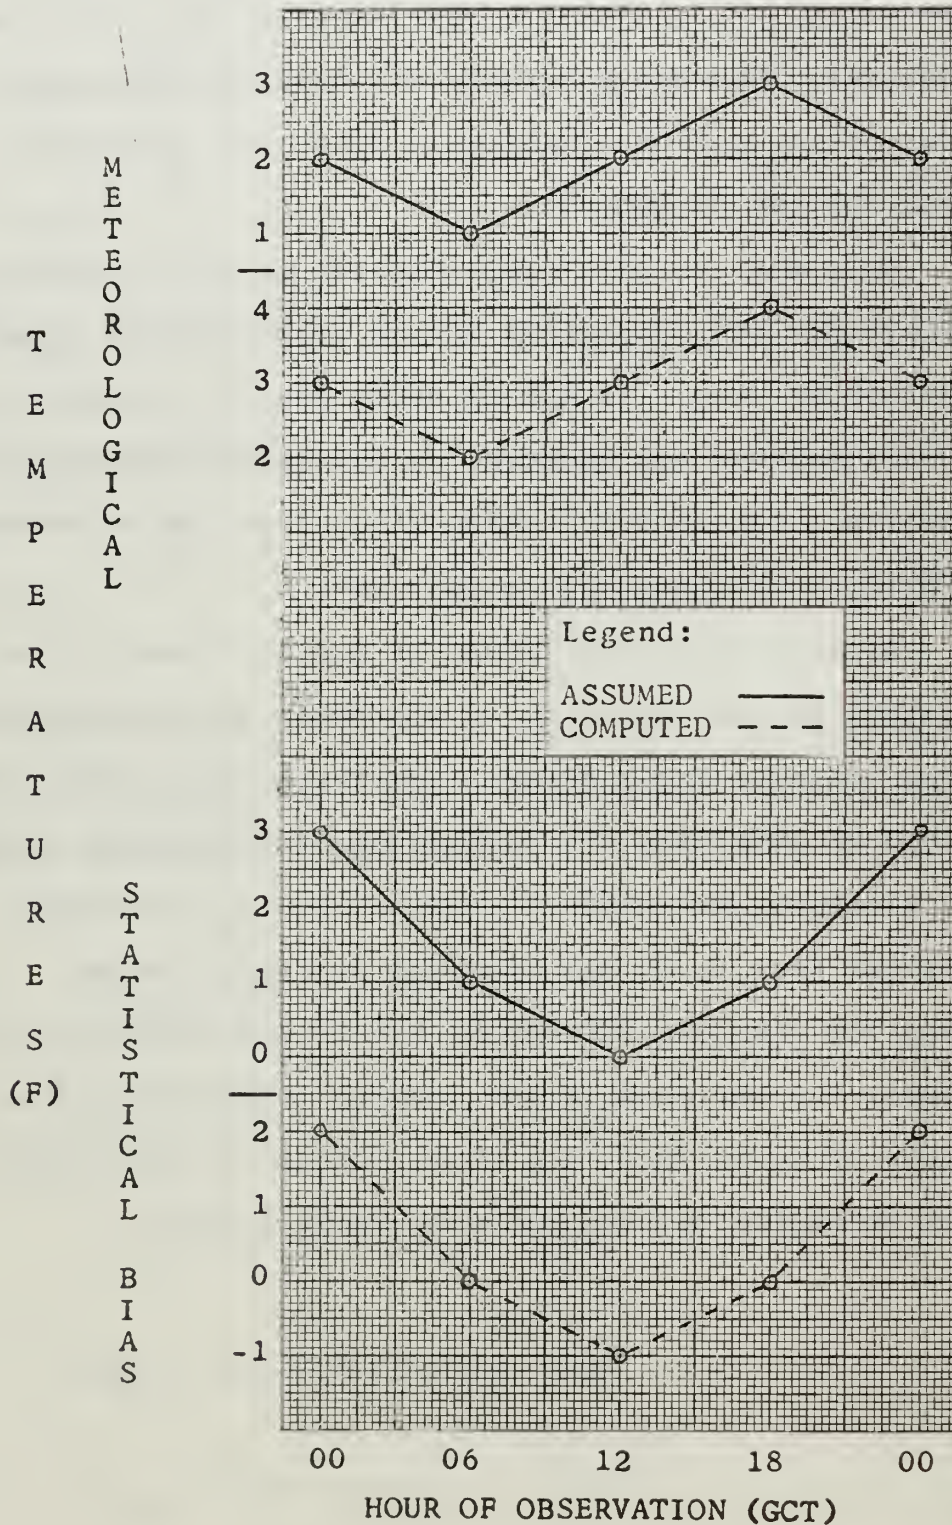 TEMPERATURES
(F)
METEOROLOGICAL
3
2
1
4
3
2
Legend:
ASSUMED
COMPUTED
STATISTICAL BIAS
3
2
1
0
2
1
0
-1
00 06 12 18 00
HOUR OF OBSERVATION (GCT)